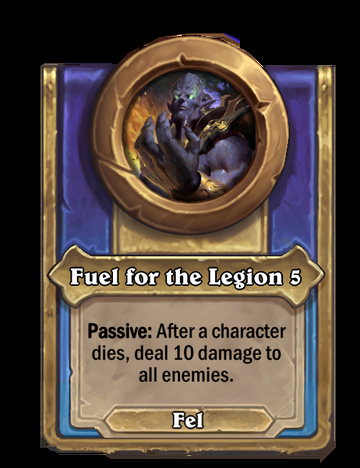 Fuel for the Legion 5
Passive: After a character
dies, deal 10 damage to
all enemies.
Fel